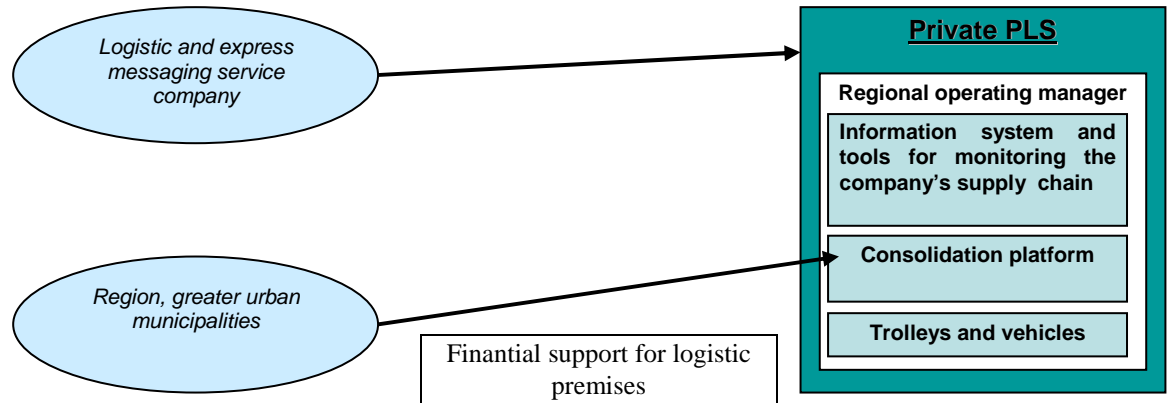 Logistic and express
messaging service
company
Private PLS
Regional operating manager
Information system and
tools for monitoring the
company's supply chain
Consolidation platform
Trolleys and vehicles
Region, greater urban
municipalities
Finantial support for logistic
premises